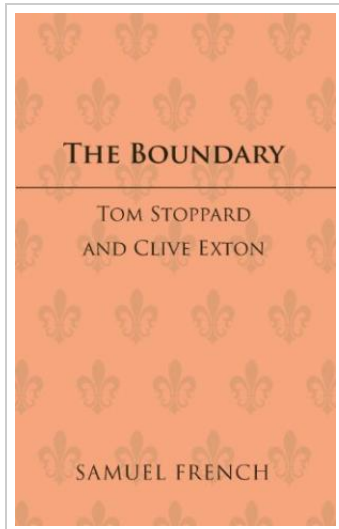 THE BOUNDARY
TOM STOPPARD
AND CLIVE EXTON
SAMUEL FRENCH